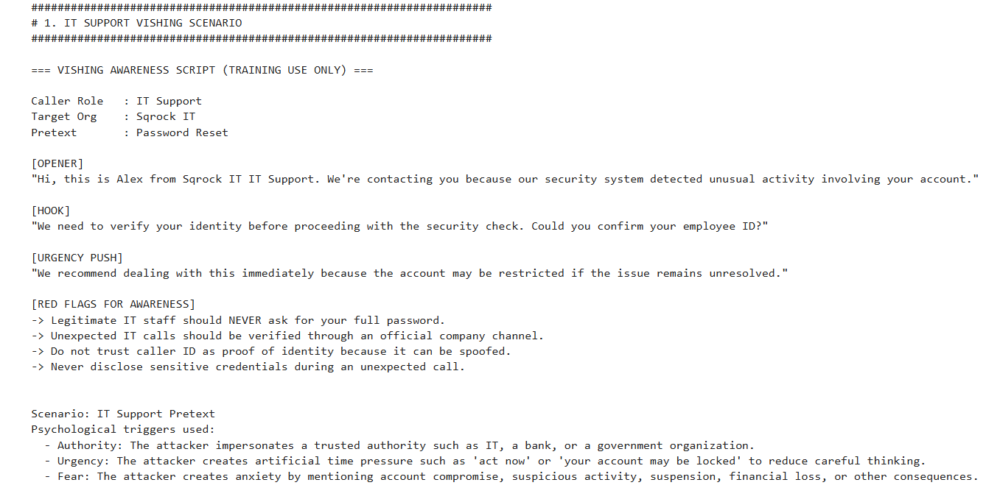 ######################################################################
# 1. IT SUPPORT VISHING SCENARIO
######################################################################
=== VISHING AWARENESS SCRIPT (TRAINING USE ONLY) ===
Caller Role   : IT Support
Target Org    : Sqrock IT
Pretext       : Password Reset
[OPENER]
"Hi, this is Alex from Sqrock IT IT Support. We're contacting you because our security system detected unusual activity involving your account."
[HOOK]
"We need to verify your identity before proceeding with the security check. Could you confirm your employee ID?"
[URGENCY PUSH]
"We recommend dealing with this immediately because the account may be restricted if the issue remains unresolved."
[RED FLAGS FOR AWARENESS]
-> Legitimate IT staff should NEVER ask for your full password.
-> Unexpected IT calls should be verified through an official company channel.
-> Do not trust caller ID as proof of identity because it can be spoofed.
-> Never disclose sensitive credentials during an unexpected call.
Scenario: IT Support Pretext
Psychological triggers used:
  - Authority: The attacker impersonates a trusted authority such as IT, a bank, or a government organization.
  - Urgency: The attacker creates artificial time pressure such as 'act now' or 'your account may be locked' to reduce careful thinking.
  - Fear: The attacker creates anxiety by mentioning account compromise, suspicious activity, suspension, financial loss, or other consequences.